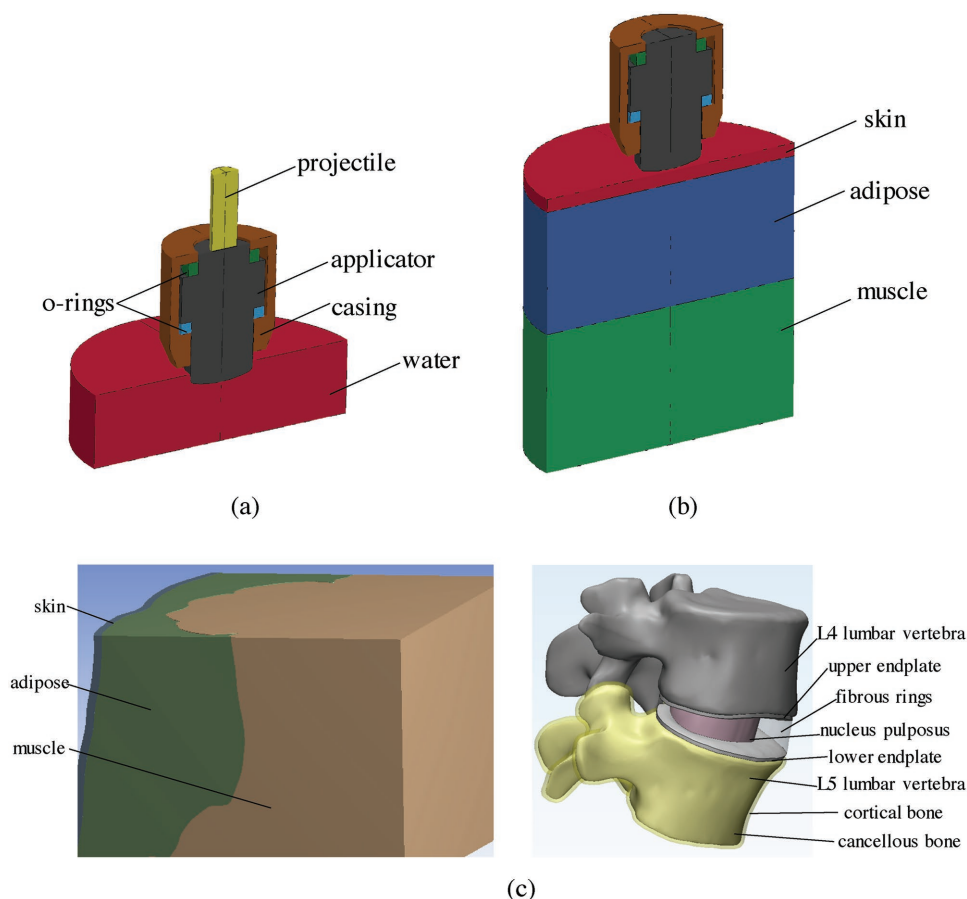 projectile
applicator
o-rings
casing
water
(a)
skin
adipose
muscle
(b)
skin
adipose
muscle
L4 lumbar vertebra
upper endplate
fibrous rings
nucleus pulposus
lower endplate
L5 lumbar vertebra
cortical bone
cancellous bone
(c)